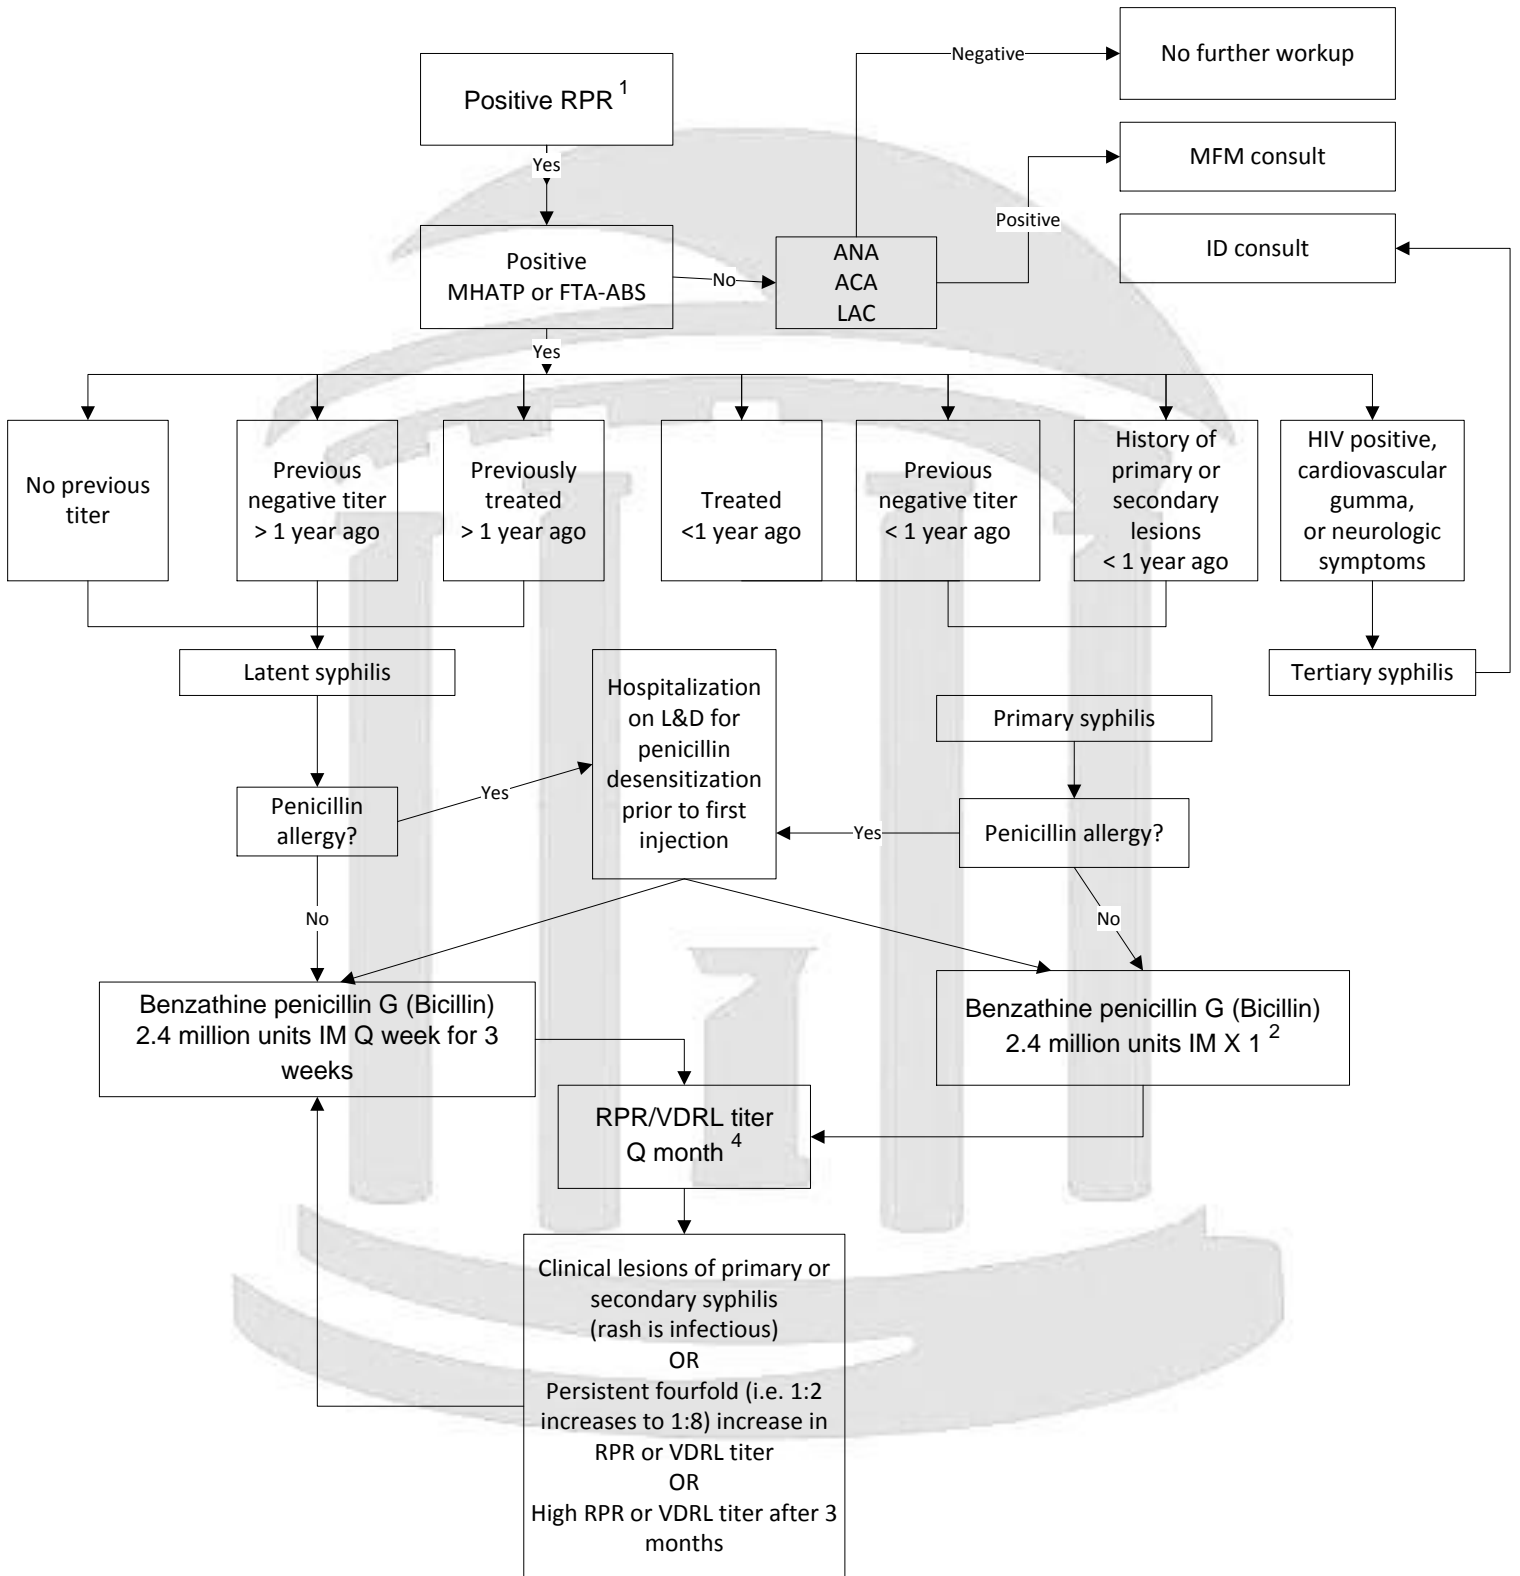 Negative
No further workup
Positive RPR 1
Yes
MFM consult
Positive
ID consult
Positive
MHATP or FTA-ABS
No
ANA
ACA
LAC
Yes
No previous
titer
Previous
negative titer
> 1 year ago
Previously
treated
> 1 year ago
Treated
<1 year ago
Previous
negative titer
< 1 year ago
History of
primary or
secondary
lesions
< 1 year ago
HIV positive,
cardiovascular
gumma,
or neurologic
symptoms
Latent syphilis
Hospitalization
on L&D for
penicillin
desensitization
prior to first
injection
Tertiary syphilis
Primary syphilis
Penicillin
allergy?
Yes
Yes
Penicillin allergy?
No
No
Benzathine penicillin G (Bicillin)
2.4 million units IM Q week for 3
weeks
Benzathine penicillin G (Bicillin)
2.4 million units IM X 1 2
RPR/VDRL titer
Q month 4
Clinical lesions of primary or
secondary syphilis
(rash is infectious)
OR
Persistent fourfold (i.e. 1:2
increases to 1:8) increase in
RPR or VDRL titer
OR
High RPR or VDRL titer after 3
months